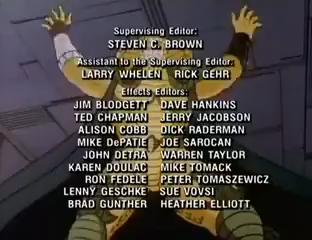 Supervising Editor:
STEVEN C. BROWN
Assistant to the Supervising Editor:
LARRY WHELEN RICK GEHR
Effects Editors:
JIM BLODGETT DAVE HANKINS
TED CHAPMAN JERRY JACOBSON
ALISON COBB DICK RADERMAN
MIKE DePATIE JOE SAROCAN
JOHN DETRA WARREN TAYLOR
KAREN DOULAC MIKE TOMACK
RON FEDELE PETER TOMASZEWICZ
LENNY GESCHKE SUE VOVSI
BRAD GUNTHER HEATHER ELLIOTT